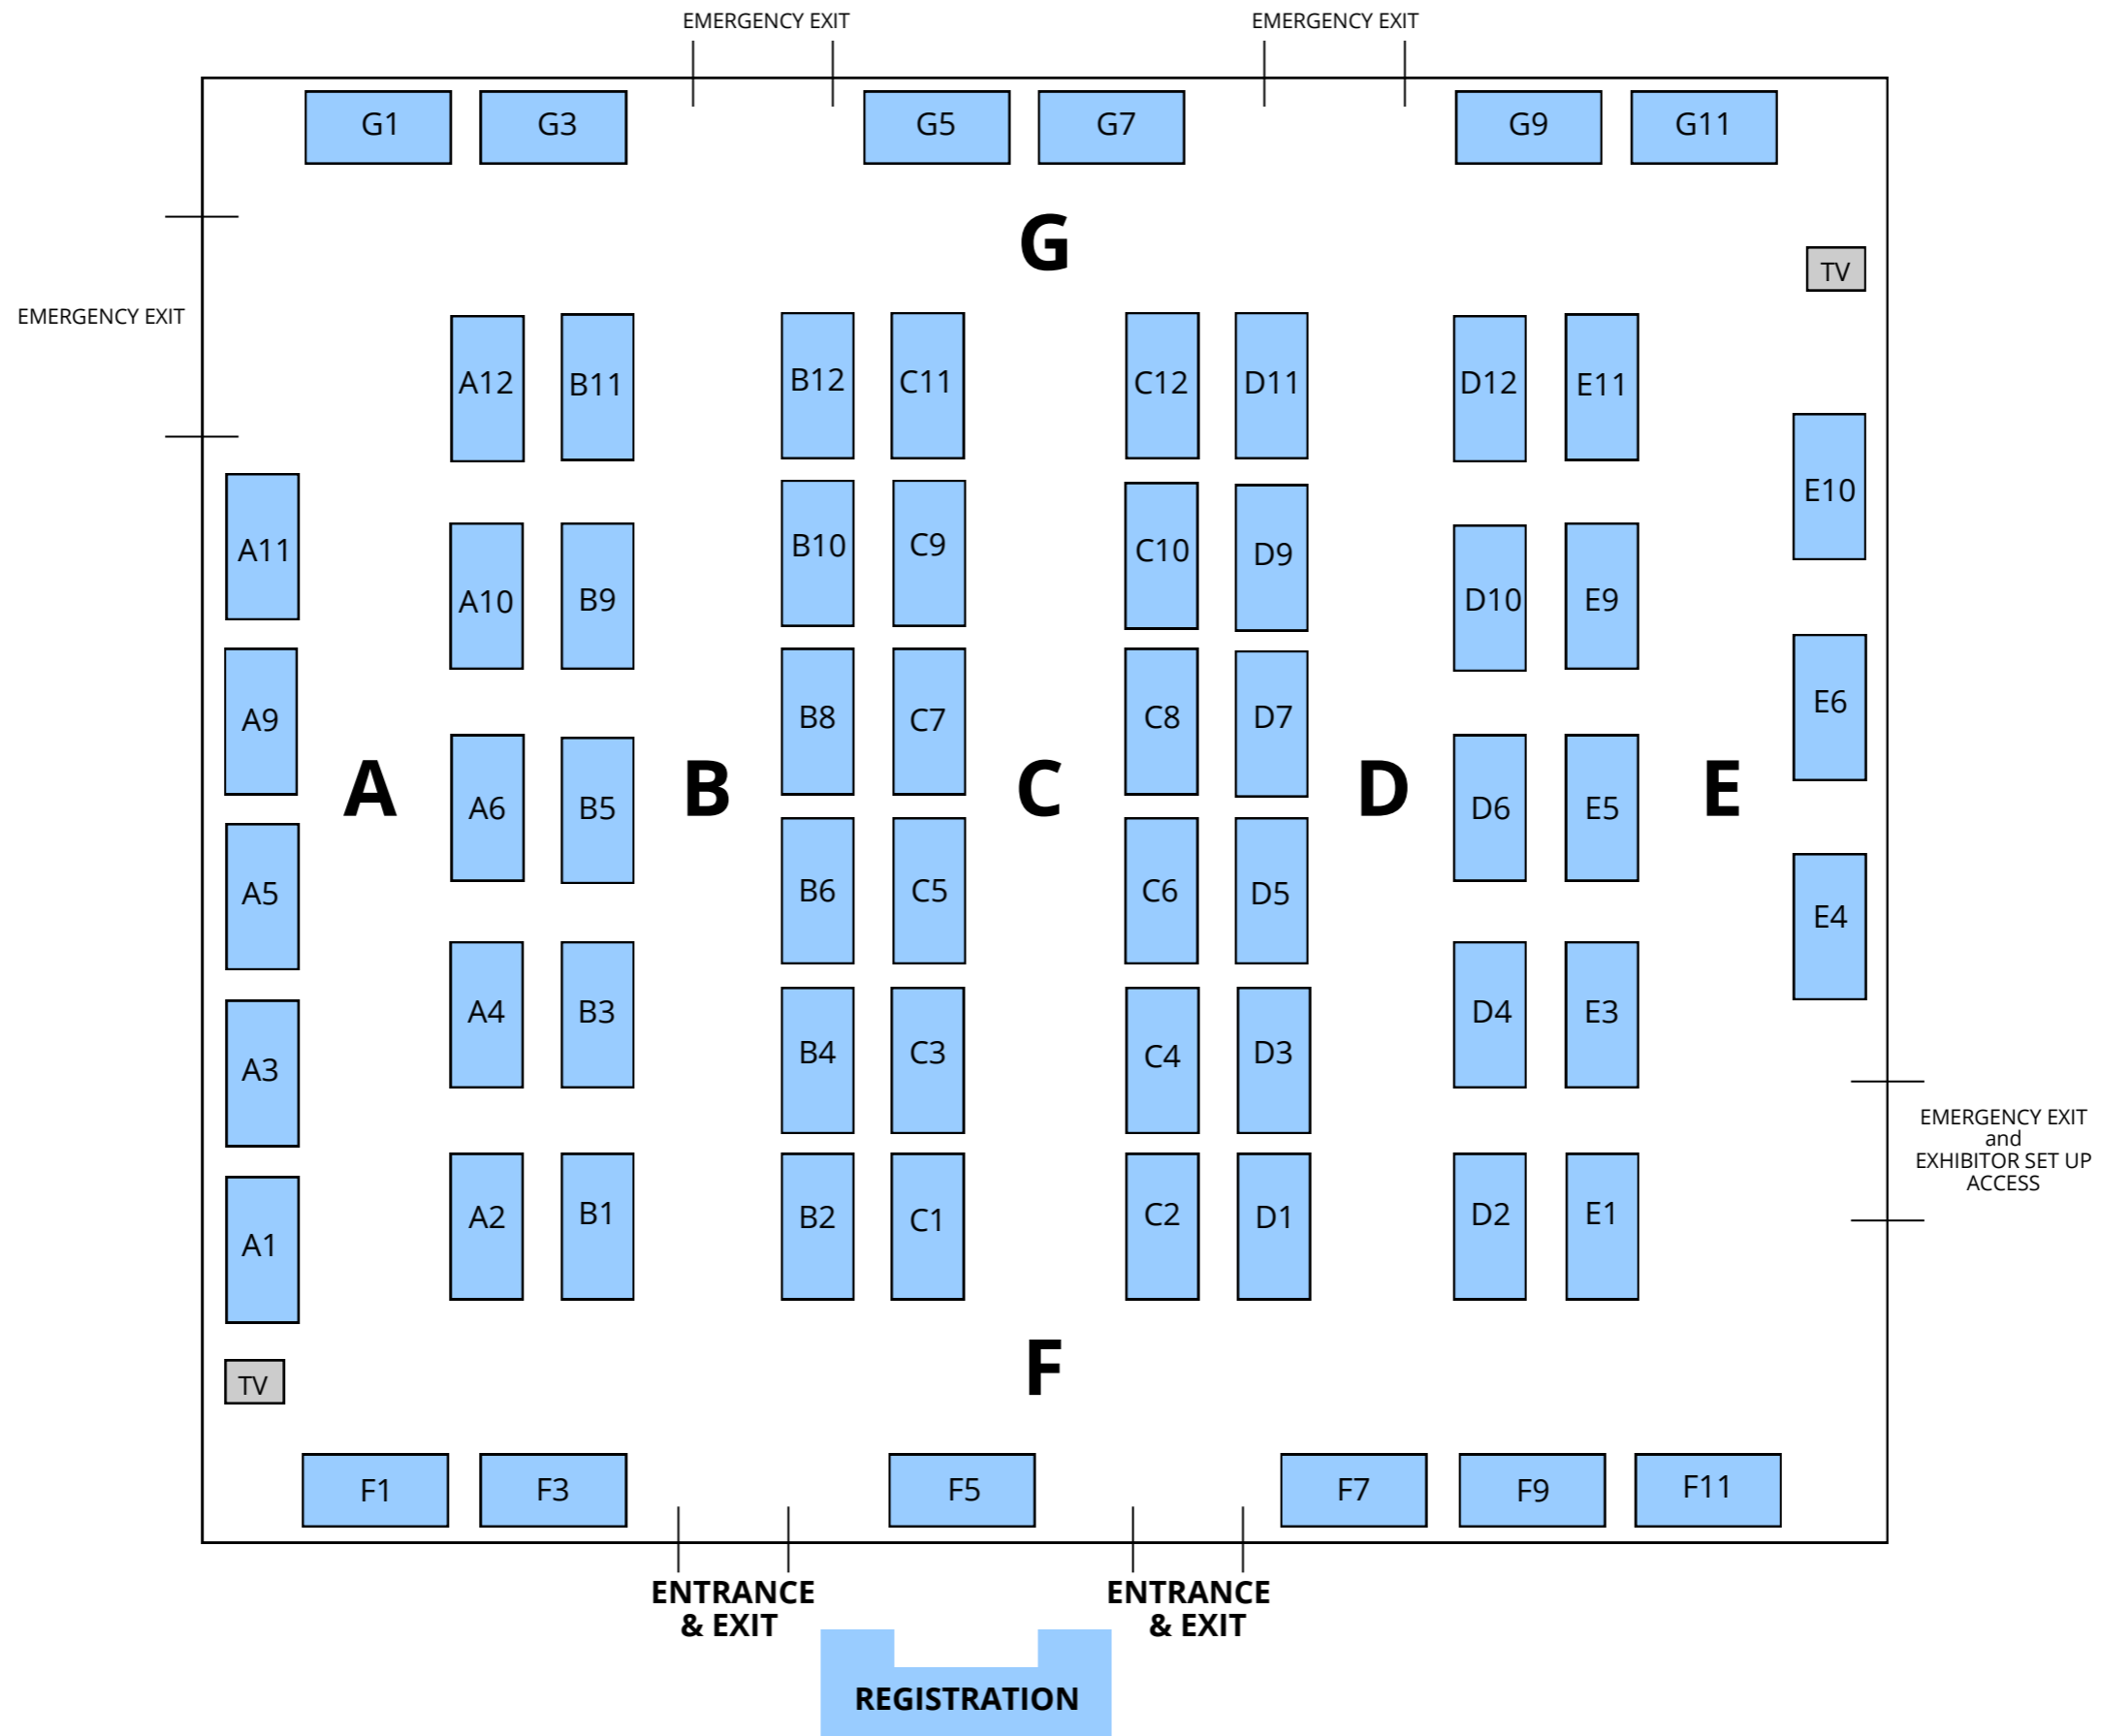 EMERGENCY EXIT
EMERGENCY EXIT
G1
G3
G5
G7
G9
G11
G
TV
EMERGENCY EXIT
A12
B11
B12
C11
C12
D11
D12
E11
E10
A11
A10
B9
B10
C9
C10
D9
D10
E9
A9
B8
C7
C8
D7
E6
A
A6
B5
B
C
D
D6
E5
E
A5
B6
C5
C6
D5
E4
A3
A4
B3
B4
C3
C4
D3
D4
E3
EMERGENCY EXIT
and
EXHIBITOR SET UP
ACCESS
A1
A2
B1
B2
C1
C2
D1
D2
E1
F
TV
F1
F3
F5
F7
F9
F11
ENTRANCE
& EXIT
ENTRANCE
& EXIT
REGISTRATION